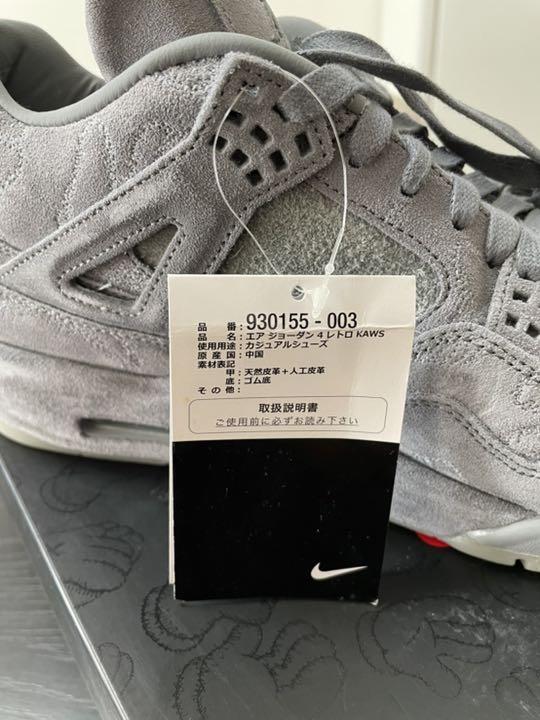 品番：930155 - 003
品名：エア ジョーダン 4 レトロ KAWS
使用用途：カジュアルシューズ
原産国：中国
素材表記
甲：天然皮革＋人工皮革
底：ゴム底
その他：
取扱説明書
ご使用前に必ずお読み下さい